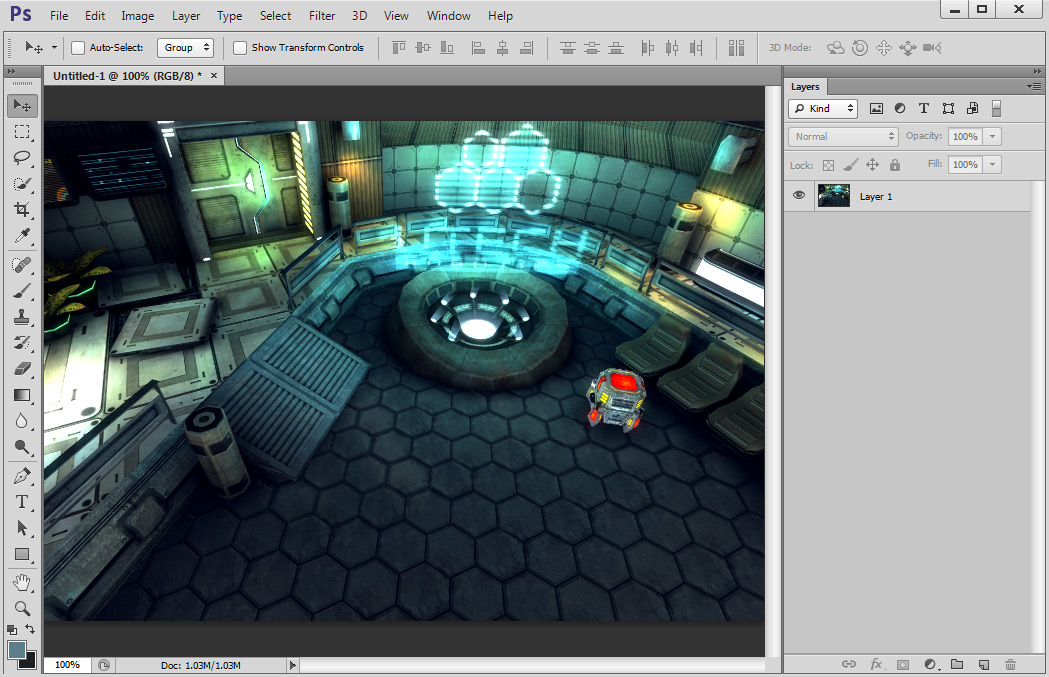 Ps File Edit Image Layer Type Select Filter 3D View Window Help
Auto-Select: Group Show Transform Controls 3D Mode:
Untitled-1 @ 100% (RGB/8) * ×
Layers
Kind
Normal Opacity: 100%
Lock: Fill: 100%
Layer 1
100% Doc: 1.03M/1.03M
fx